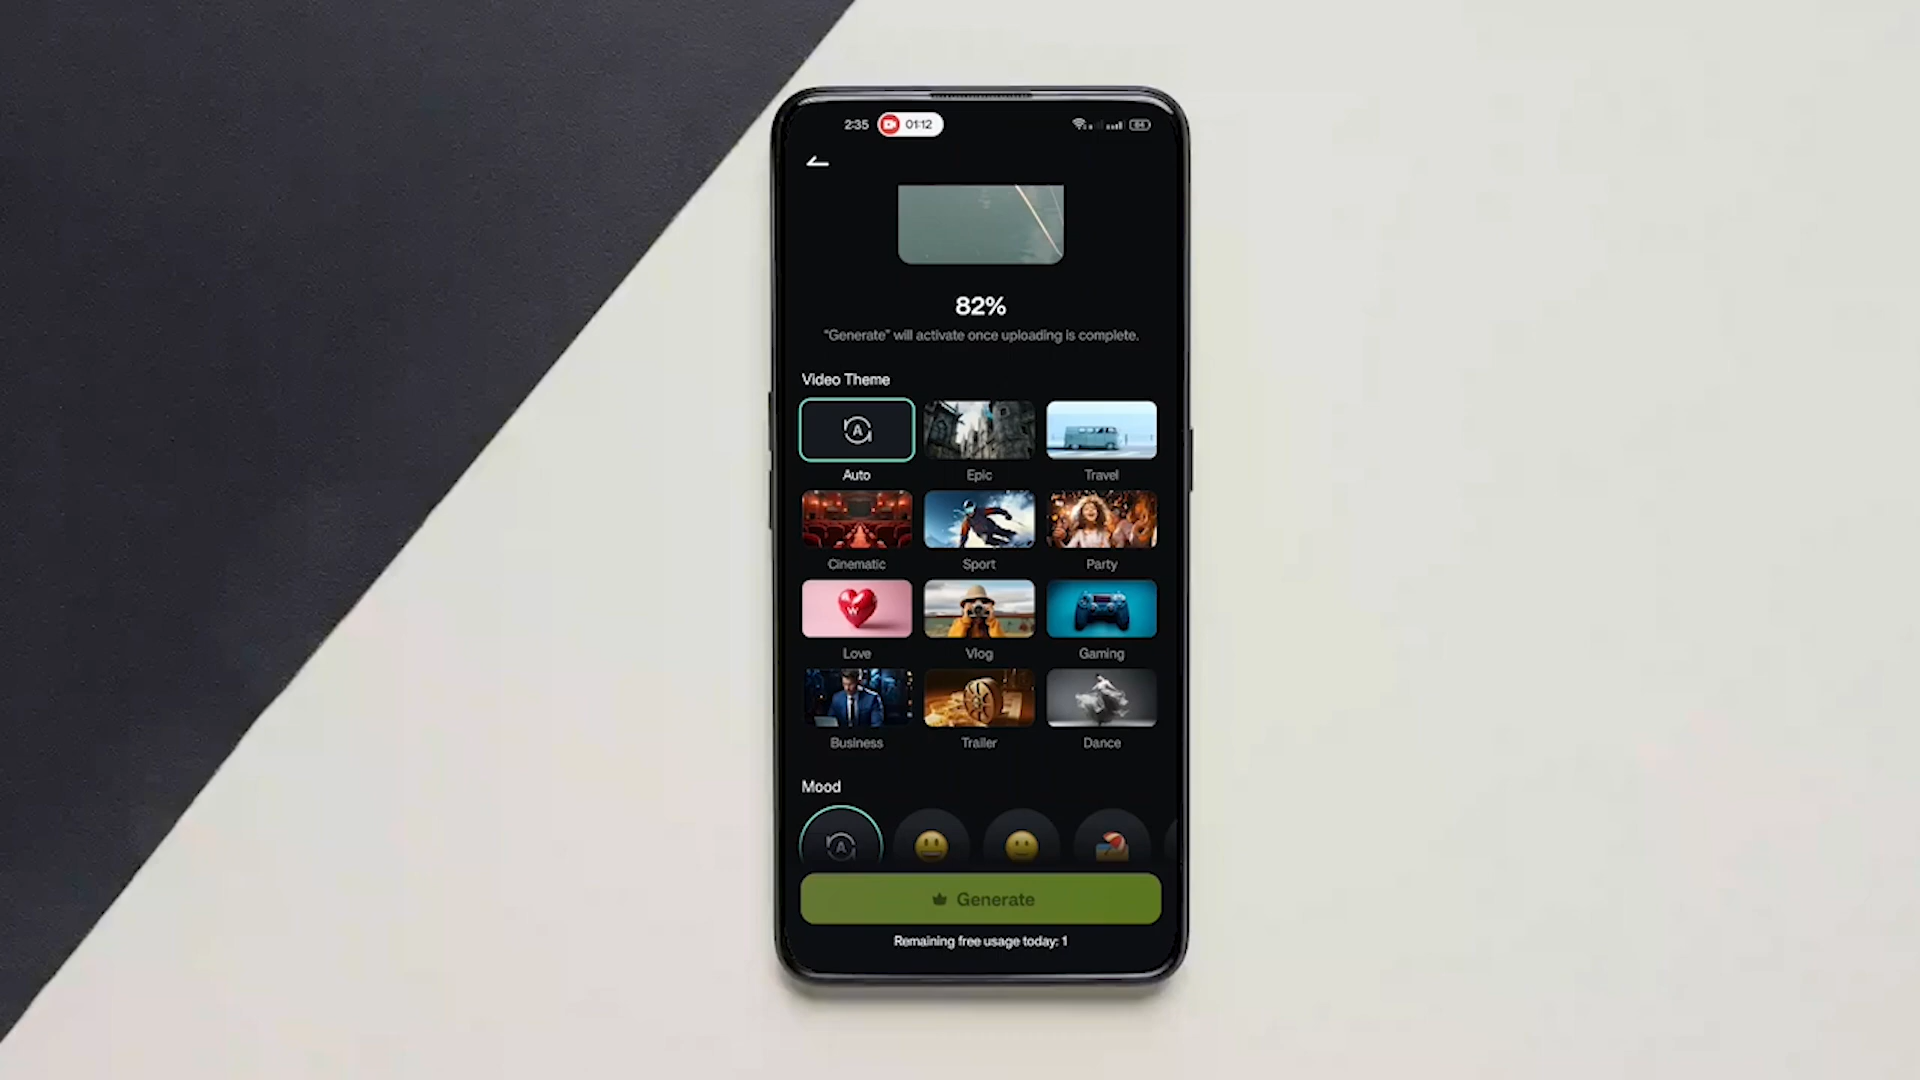 2:35 01:12 84
82%
"Generate" will activate once uploading is complete.
Video Theme
A
Auto Epic Travel
Cinematic Sport Party
W
Love Vlog Gaming
Business Trailer Dance
Mood
A
Generate
Remaining free usage today: 1